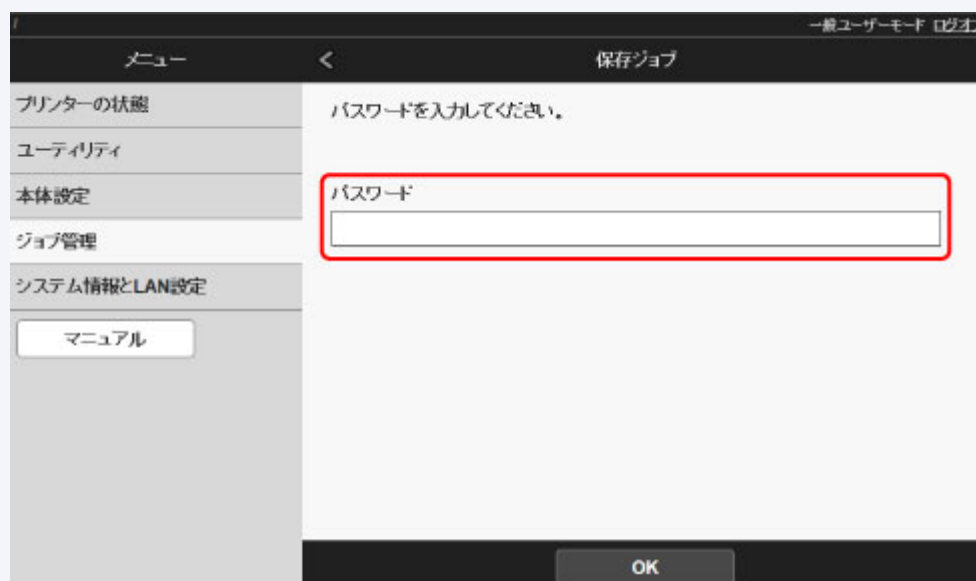 一般ユーザーモード
メニュー
< 保存ジョブ
プリンターの状態
ユーティリティ
本体設定
ジョブ管理
システム情報とLAN設定
マニュアル
パスワードを入力してください。
パスワード
OK